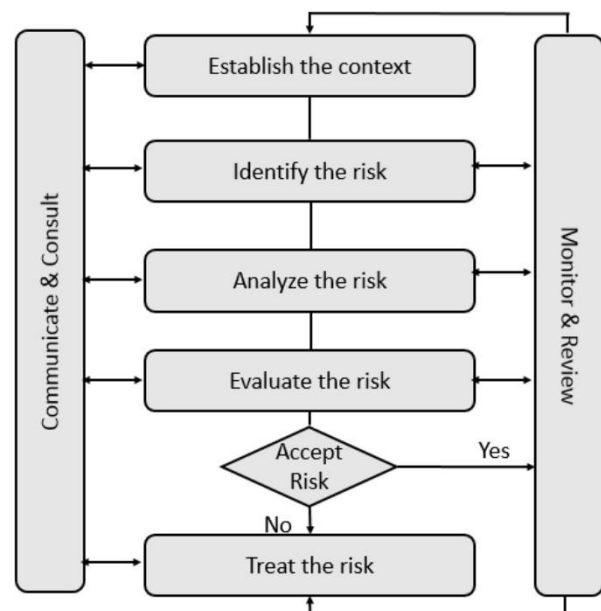 Establish the context
Communicate & Consult
Identify the risk
Monitor & Review
Analyze the risk
Evaluate the risk
Accept
Risk
Yes
No
Treat the risk